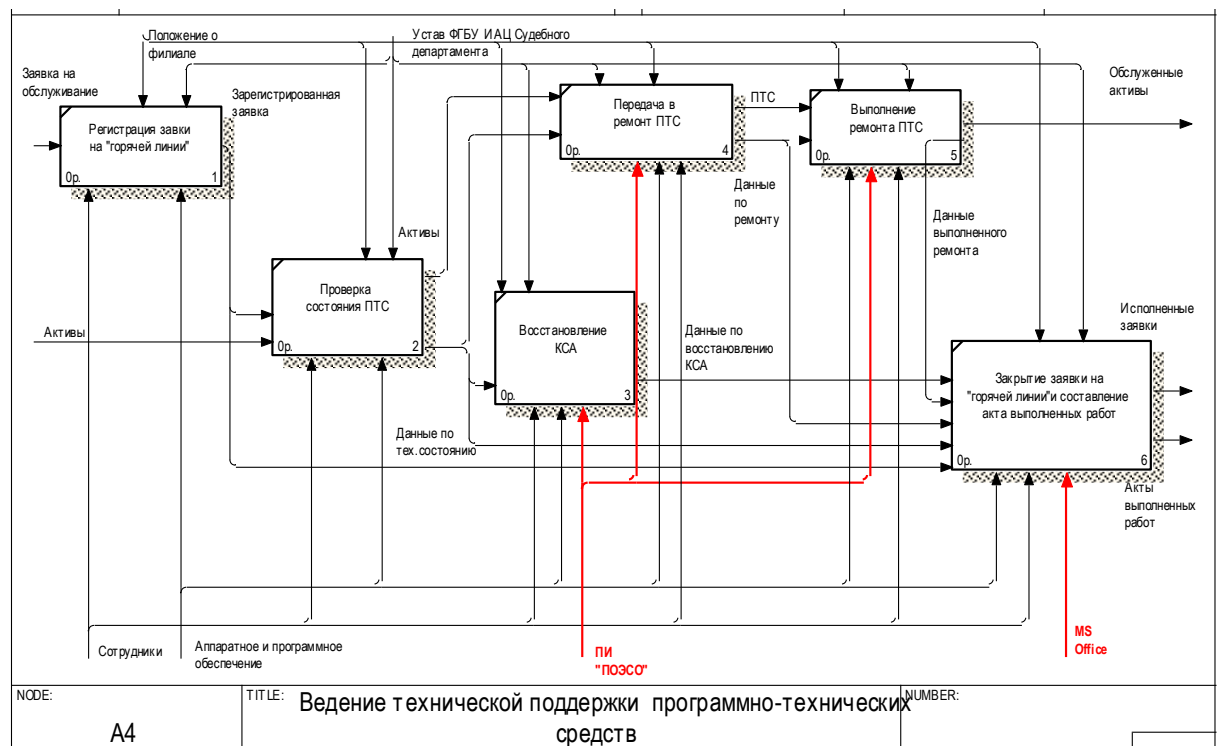 Положение о
филиале
Устав ФГБУ ИАЦ Судебного
департамента
Заявка на
обслуживание
Зарегистрированная
заявка
Обслуженные
активы
Регистрация завки
на "горячей линии"
0р.
1
Передача в
ремонт ПТС
0р.
4
ПТС
Выполнение
ремонта ПТС
0р.
5
Данные
по
ремонту
Данные
выполненного
ремонта
Активы
Проверка
состояния ПТС
0р.
2
Активы
Восстановление
КСА
0р.
3
Данные по
восстановлению
КСА
Исполненные
заявки
Закрытие заявки на
"горячей линии"и составление
акта выполненных работ
0р.
6
Данные по
тех.состоянию
Акты
выполненных
работ
Сотрудники
Аппаратное и программное
обеспечение
ПИ
"ПОЭСО"
MS
Office
NODE:
A4
TITLE:
Ведение технической поддержки программно-технических
средств
NUMBER: